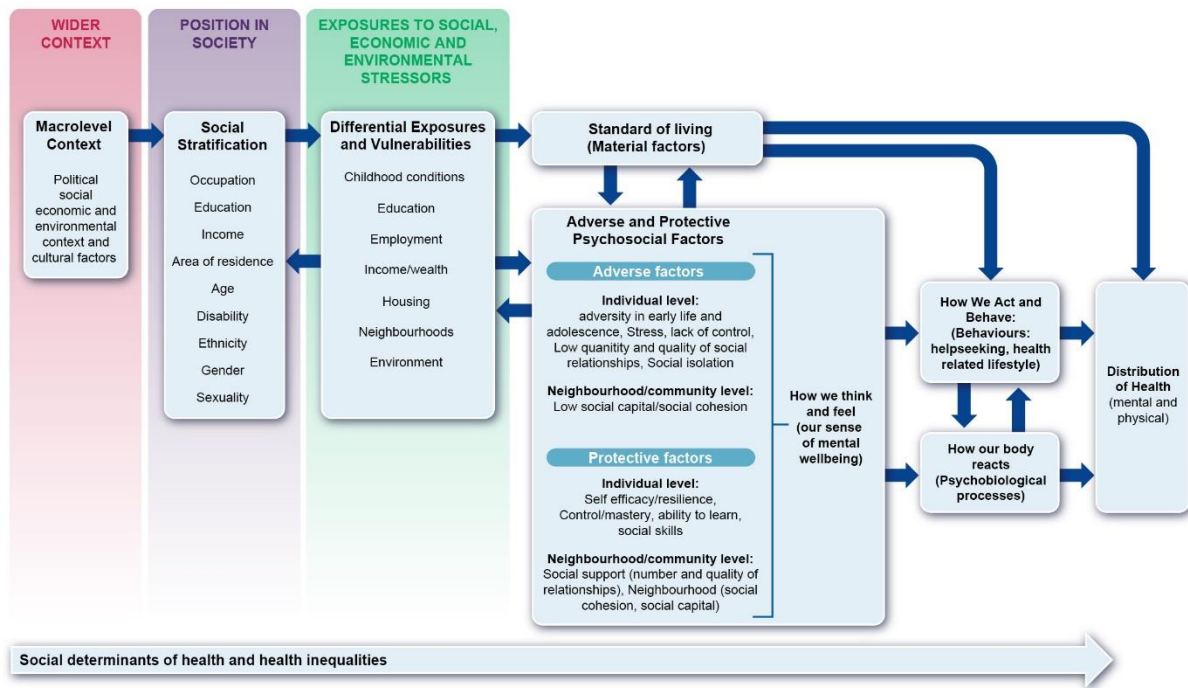 WIDER
CONTEXT
POSITION IN
SOCIETY
EXPOSURES TO SOCIAL,
ECONOMIC AND
ENVIRONMENTAL
STRESSORS
Macrolevel
Context
Political
social
economic and
environmental
context and
cultural factors
Social
Stratification
Occupation
Education
Income
Area of residence
Age
Disability
Ethnicity
Gender
Sexuality
Differential Exposures
and Vulnerabilities
Childhood conditions
Education
Employment
Income/wealth
Housing
Neighbourhoods
Environment
Standard of living
(Material factors)
Adverse and Protective
Psychosocial Factors
Adverse factors
Individual level:
adversity in early life and
adolescence, Stress, lack of control,
Low quanitity and quality of social
relationships, Social isolation
Neighbourhood/community level:
Low social capital/social cohesion
Protective factors
Individual level:
Self efficacy/resilience,
Control/mastery, ability to learn,
social skills
Neighbourhood/community level:
Social support (number and quality of
relationships), Neighbourhood (social
cohesion, social capital)
How we think
and feel
(our sense
of mental
wellbeing)
How We Act and
Behave:
(Behaviours:
helpseeking, health
related lifestyle)
How our body
reacts
(Psychobiological
processes)
Distribution
of Health
(mental and
physical)
Social determinants of health and health inequalities